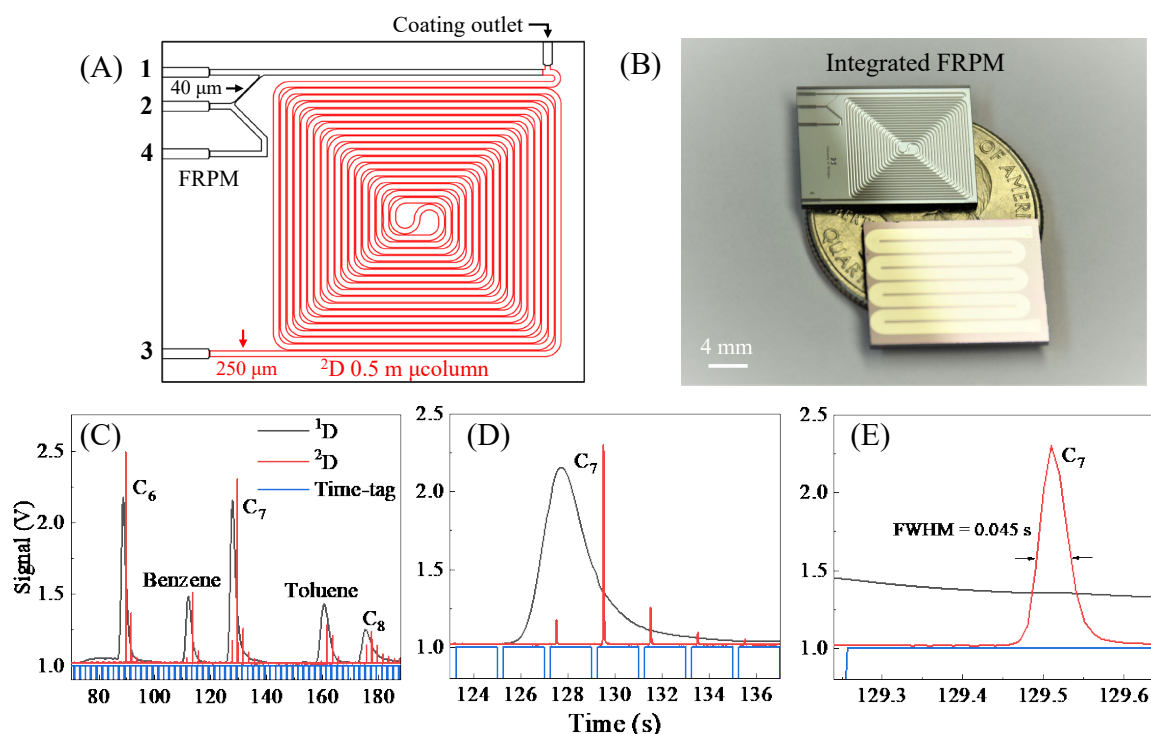 (A)
Coating outlet
1
40 μm
2
4
FRPM
3
250 μm
²D 0.5 m μcolumn
(B)
Integrated FRPM
OF AMERI
QUAR
4 mm
(C)
¹D
²D
Time-tag
C₆
C₇
Benzene
Toluene
C₈
Signal (V)
2.5
2.0
1.5
1.0
80 100 120 140 160 180
(D)
C₇
2.5
2.0
1.5
1.0
124 126 128 130 132 134 136
Time (s)
(E)
C₇
FWHM = 0.045 s
2.5
2.0
1.5
1.0
129.3 129.4 129.5 129.6